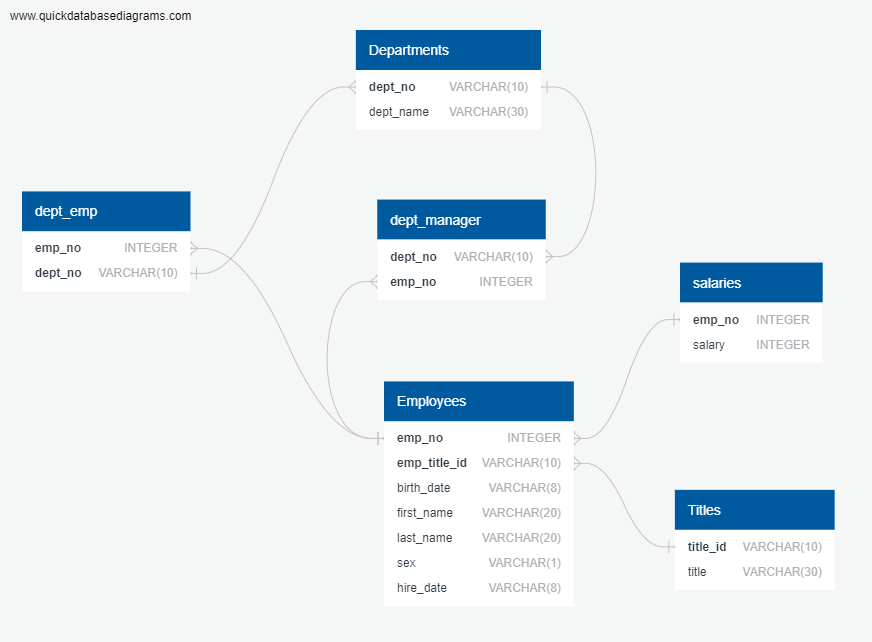 www.quickdatabasediagrams.com
Departments
dept_no VARCHAR(10)
dept_name VARCHAR(30)
dept_emp
emp_no INTEGER
dept_no VARCHAR(10)
dept_manager
dept_no VARCHAR(10)
emp_no INTEGER
salaries
emp_no INTEGER
salary INTEGER
Employees
emp_no INTEGER
emp_title_id VARCHAR(10)
birth_date VARCHAR(8)
first_name VARCHAR(20)
last_name VARCHAR(20)
sex VARCHAR(1)
hire_date VARCHAR(8)
Titles
title_id VARCHAR(10)
title VARCHAR(30)